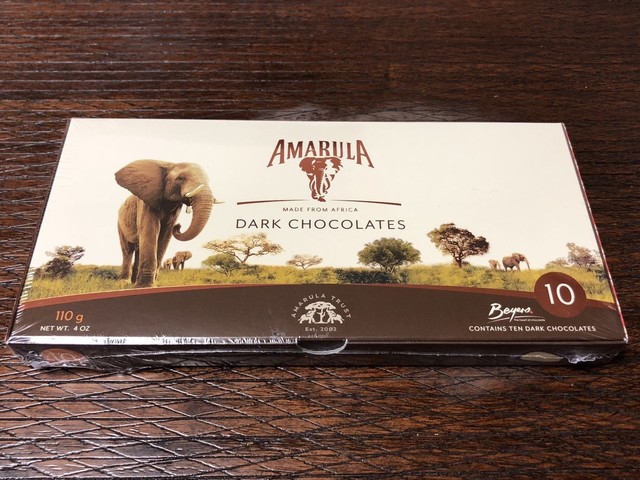 AMARULA
MADE FROM AFRICA
DARK CHOCOLATES
110 g
NET WT. 4 OZ
AMARULA TRUST
Est. 2002
10
Beyers
CONTAINS TEN DARK CHOCOLATES